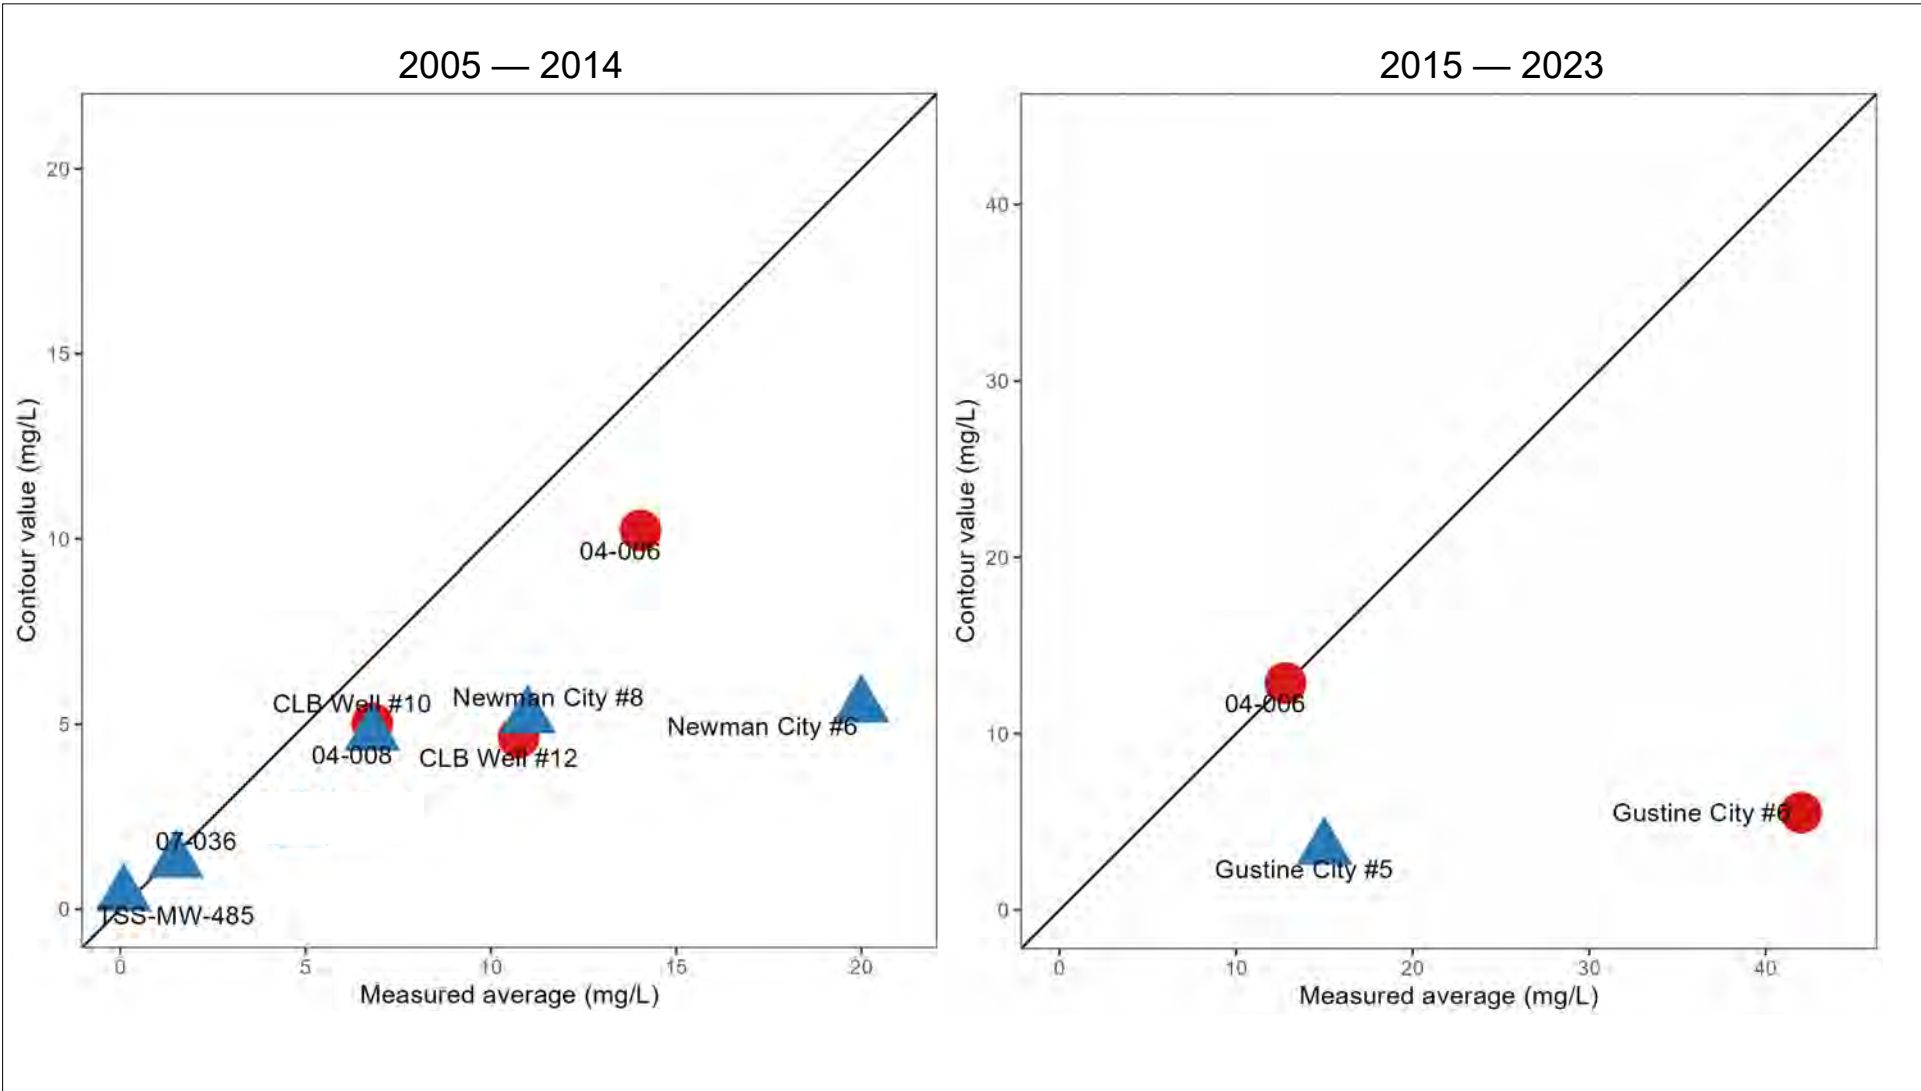 2005 — 2014
20
15
10
5
0
Contour value (mg/L)
04-006
CLB Well #10
Newman City #8
Newman City #6
04-008
CLB Well #12
07-036
TSS-MW-485
0
5
10
15
20
Measured average (mg/L)
2015 — 2023
40
30
20
10
0
Contour value (mg/L)
04-006
Gustine City #6
Gustine City #5
0
10
20
30
40
Measured average (mg/L)